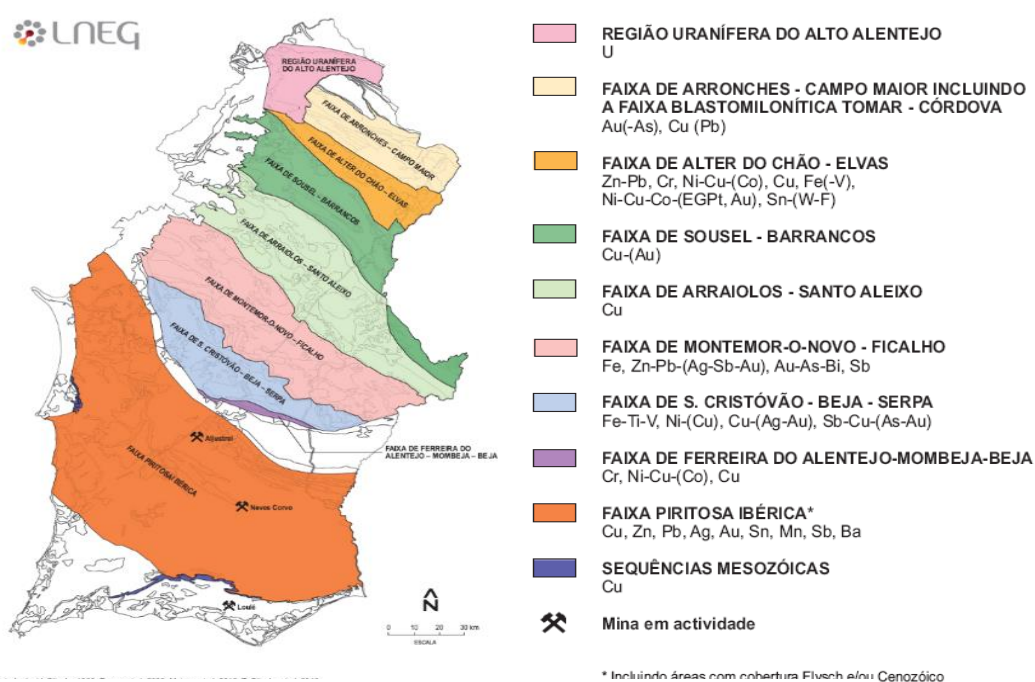 LNEG
REGIÃO URANÍFERA
DO ALTO ALENTEJO
FAIXA DE ARRONCHES - CAMPO MAIOR
FAIXA DE ALTER DO CHÃO - ELVAS
FAIXA DE SOUSEL - BARRANCOS
FAIXA DE ARRAIOLOS - SANTO ALEIXO
FAIXA DE MONTEMOR-O-NOVO - FICALHO
FAIXA DE S. CRISTÓVÃO - BEJA - SERPA
FAIXA DE FERREIRA DO
ALENTEJO – MOMBEJA – BEJA
FAIXA PIRITOSA IBÉRICA
Aljustrel
Neves Corvo
Loulé
N
0 10 20 30 km
ESCALA
REGIÃO URANÍFERA DO ALTO ALENTEJO
U
FAIXA DE ARRONCHES - CAMPO MAIOR INCLUINDO
A FAIXA BLASTOMILONÍTICA TOMAR - CÓRDOVA
Au(-As), Cu (Pb)
FAIXA DE ALTER DO CHÃO - ELVAS
Zn-Pb, Cr, Ni-Cu-(Co), Cu, Fe(-V),
Ni-Cu-Co-(EGPt, Au), Sn-(W-F)
FAIXA DE SOUSEL - BARRANCOS
Cu-(Au)
FAIXA DE ARRAIOLOS - SANTO ALEIXO
Cu
FAIXA DE MONTEMOR-O-NOVO - FICALHO
Fe, Zn-Pb-(Ag-Sb-Au), Au-As-Bi, Sb
FAIXA DE S. CRISTÓVÃO - BEJA - SERPA
Fe-Ti-V, Ni-(Cu), Cu-(Ag-Au), Sb-Cu-(As-Au)
FAIXA DE FERREIRA DO ALENTEJO-MOMBEJA-BEJA
Cr, Ni-Cu-(Co), Cu
FAIXA PIRITOSA IBÉRICA*
Cu, Zn, Pb, Ag, Au, Sn, Mn, Sb, Ba
SEQUÊNCIAS MESOZÓICAS
Cu
Mina em actividade
* Incluindo áreas com cobertura Flysch e/ou Cenozóico